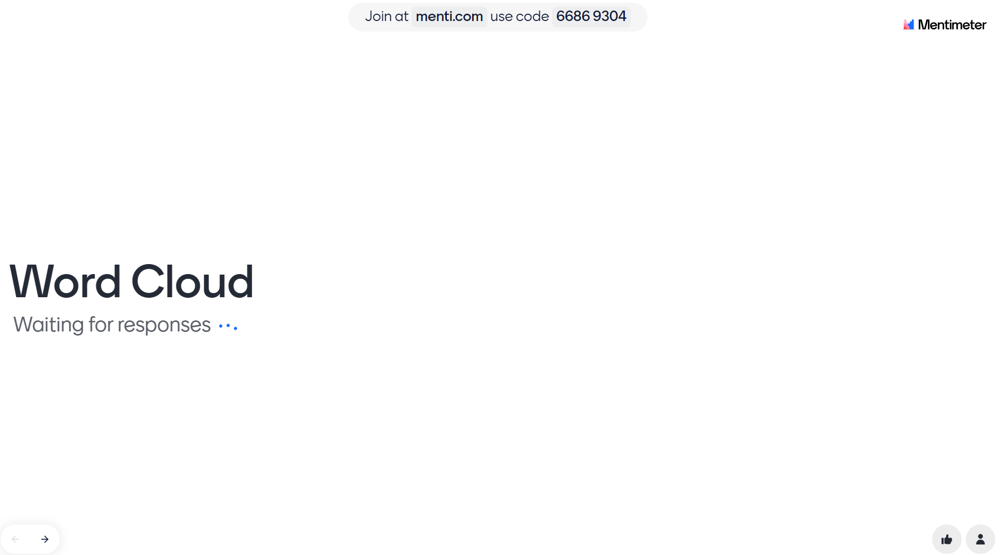 Join at menti.com use code 6686 9304
Mentimeter
Word Cloud
Waiting for responses